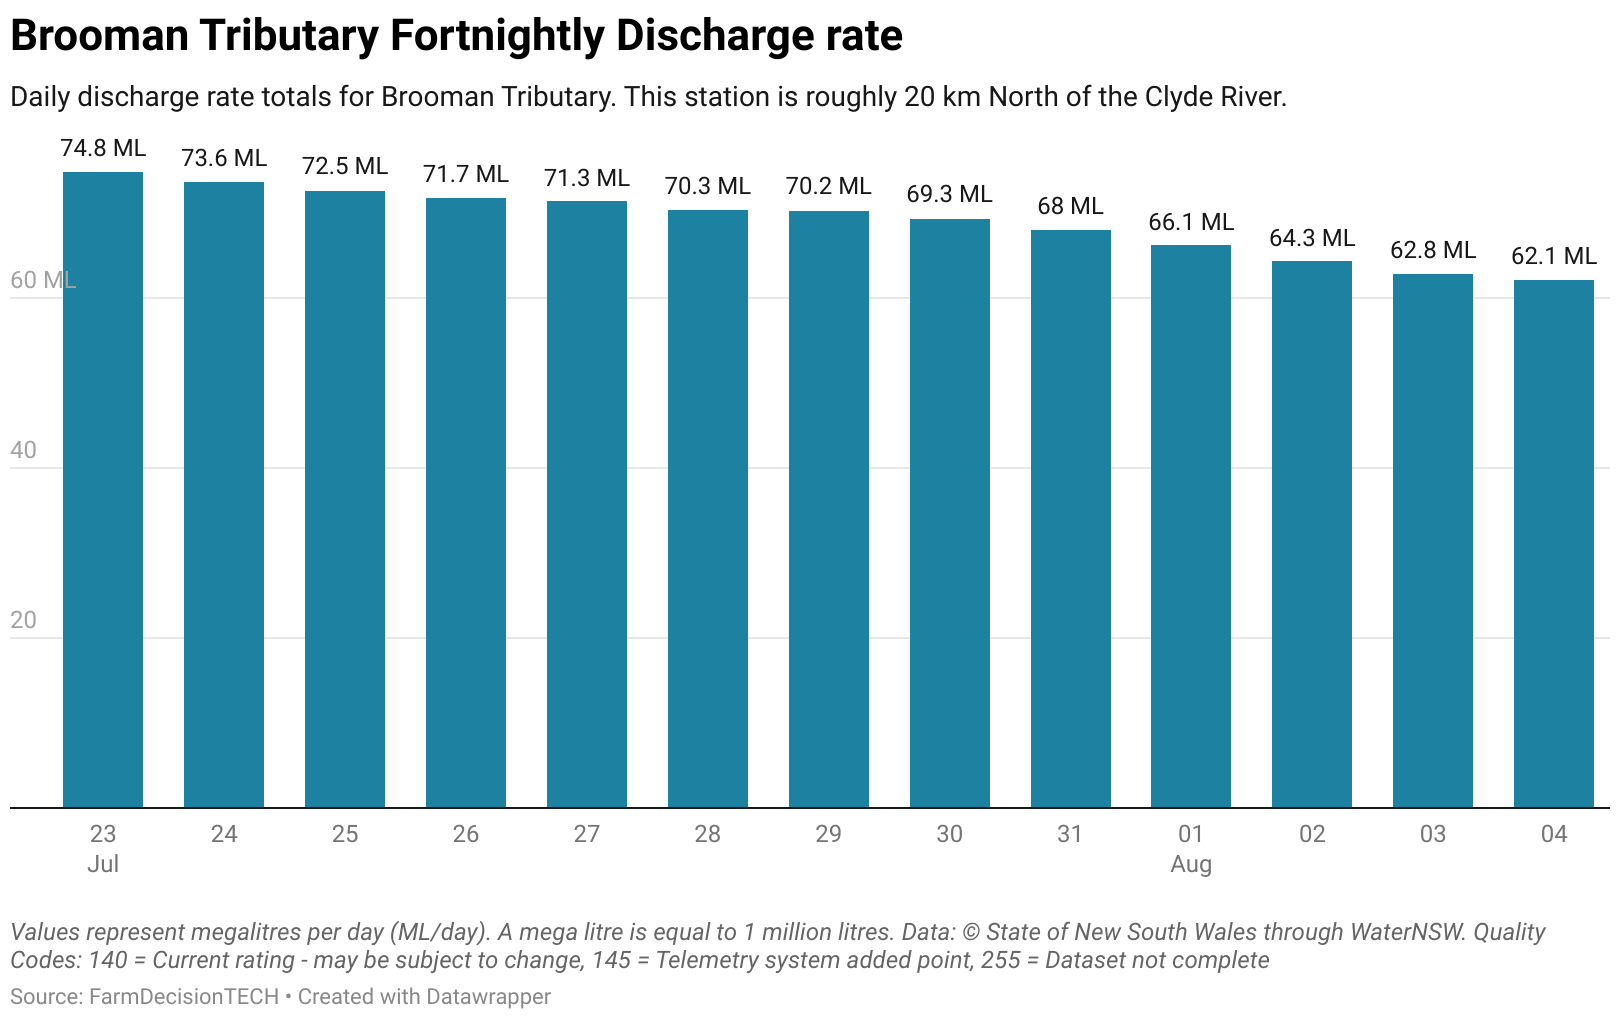 Brooman Tributary Fortnightly Discharge rate
Daily discharge rate totals for Brooman Tributary. This station is roughly 20 km North of the Clyde River.
74.8 ML 73.6 ML 72.5 ML 71.7 ML 71.3 ML 70.3 ML 70.2 ML 69.3 ML 68 ML 66.1 ML 64.3 ML 62.8 ML 62.1 ML
60 ML
40
20
23 24 25 26 27 28 29 30 31 01 02 03 04
Jul Aug
Values represent megalitres per day (ML/day). A mega litre is equal to 1 million litres. Data: © State of New South Wales through WaterNSW. Quality
Codes: 140 = Current rating - may be subject to change, 145 = Telemetry system added point, 255 = Dataset not complete
Source: FarmDecisionTECH • Created with Datawrapper